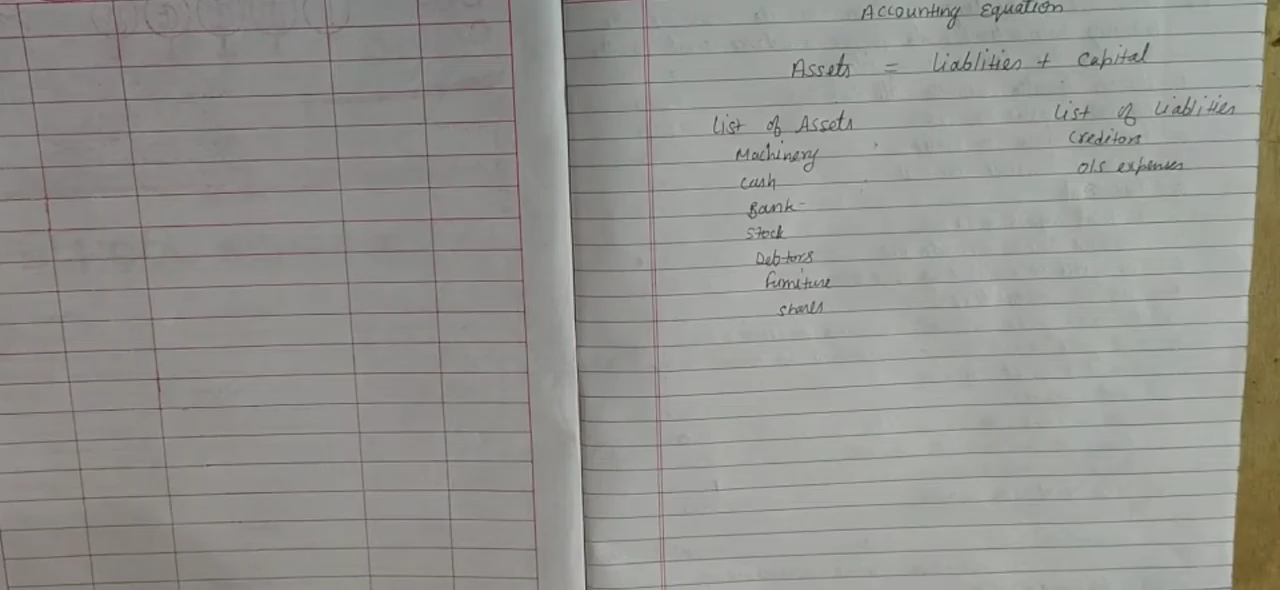 Accounting Equation
Assets = Liablities + Capital
List of Assets
Machinery
Cash
Bank
Stock
Debtors
furniture
shares
List of Liablities
Creditors
O/S expenses